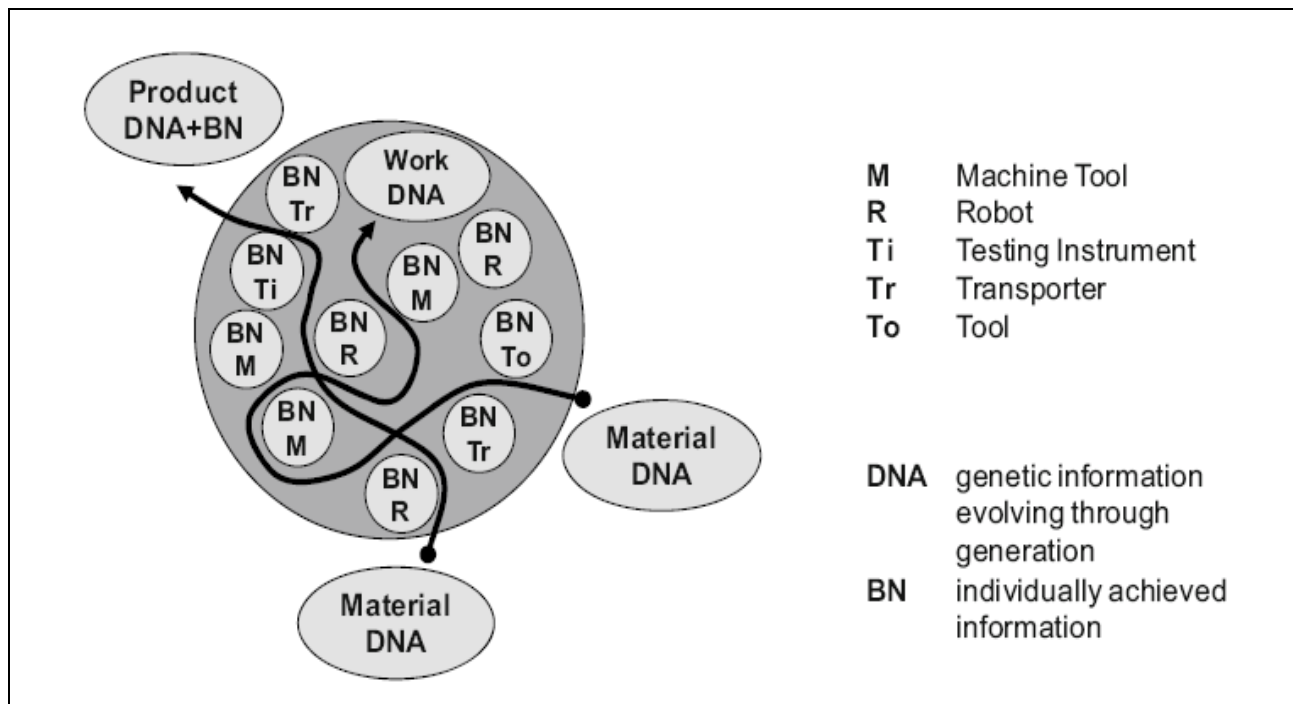 Product
DNA+BN
Work
DNA
BN
Tr
BN
R
BN
Ti
BN
M
BN
M
BN
R
BN
To
BN
M
BN
Tr
BN
R
Material
DNA
Material
DNA
M Machine Tool
R Robot
Ti Testing Instrument
Tr Transporter
To Tool
DNA genetic information
evolving through
generation
BN individually achieved
information